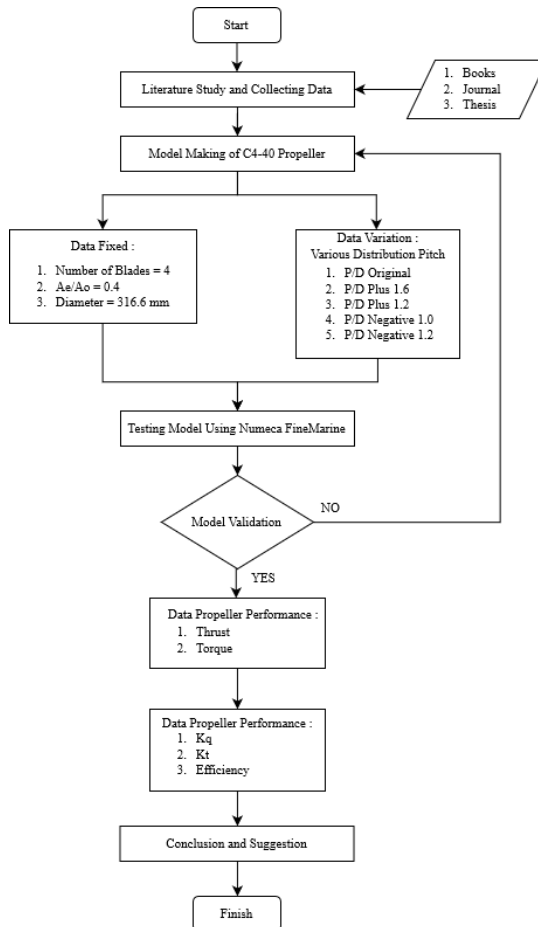 Start
Literature Study and Collecting Data
1. Books
2. Journal
3. Thesis
Model Making of C4-40 Propeller
Data Fixed :
1. Number of Blades = 4
2. Ae/Ao = 0.4
3. Diameter = 316.6 mm
Data Variation :
Various Distribution Pitch
1. P/D Original
2. P/D Plus 1.6
3. P/D Plus 1.2
4. P/D Negative 1.0
5. P/D Negative 1.2
Testing Model Using Numeca FineMarine
Model Validation
NO
YES
Data Propeller Performance :
1. Thrust
2. Torque
Data Propeller Performance :
1. Kq
2. Kt
3. Efficiency
Conclusion and Suggestion
Finish